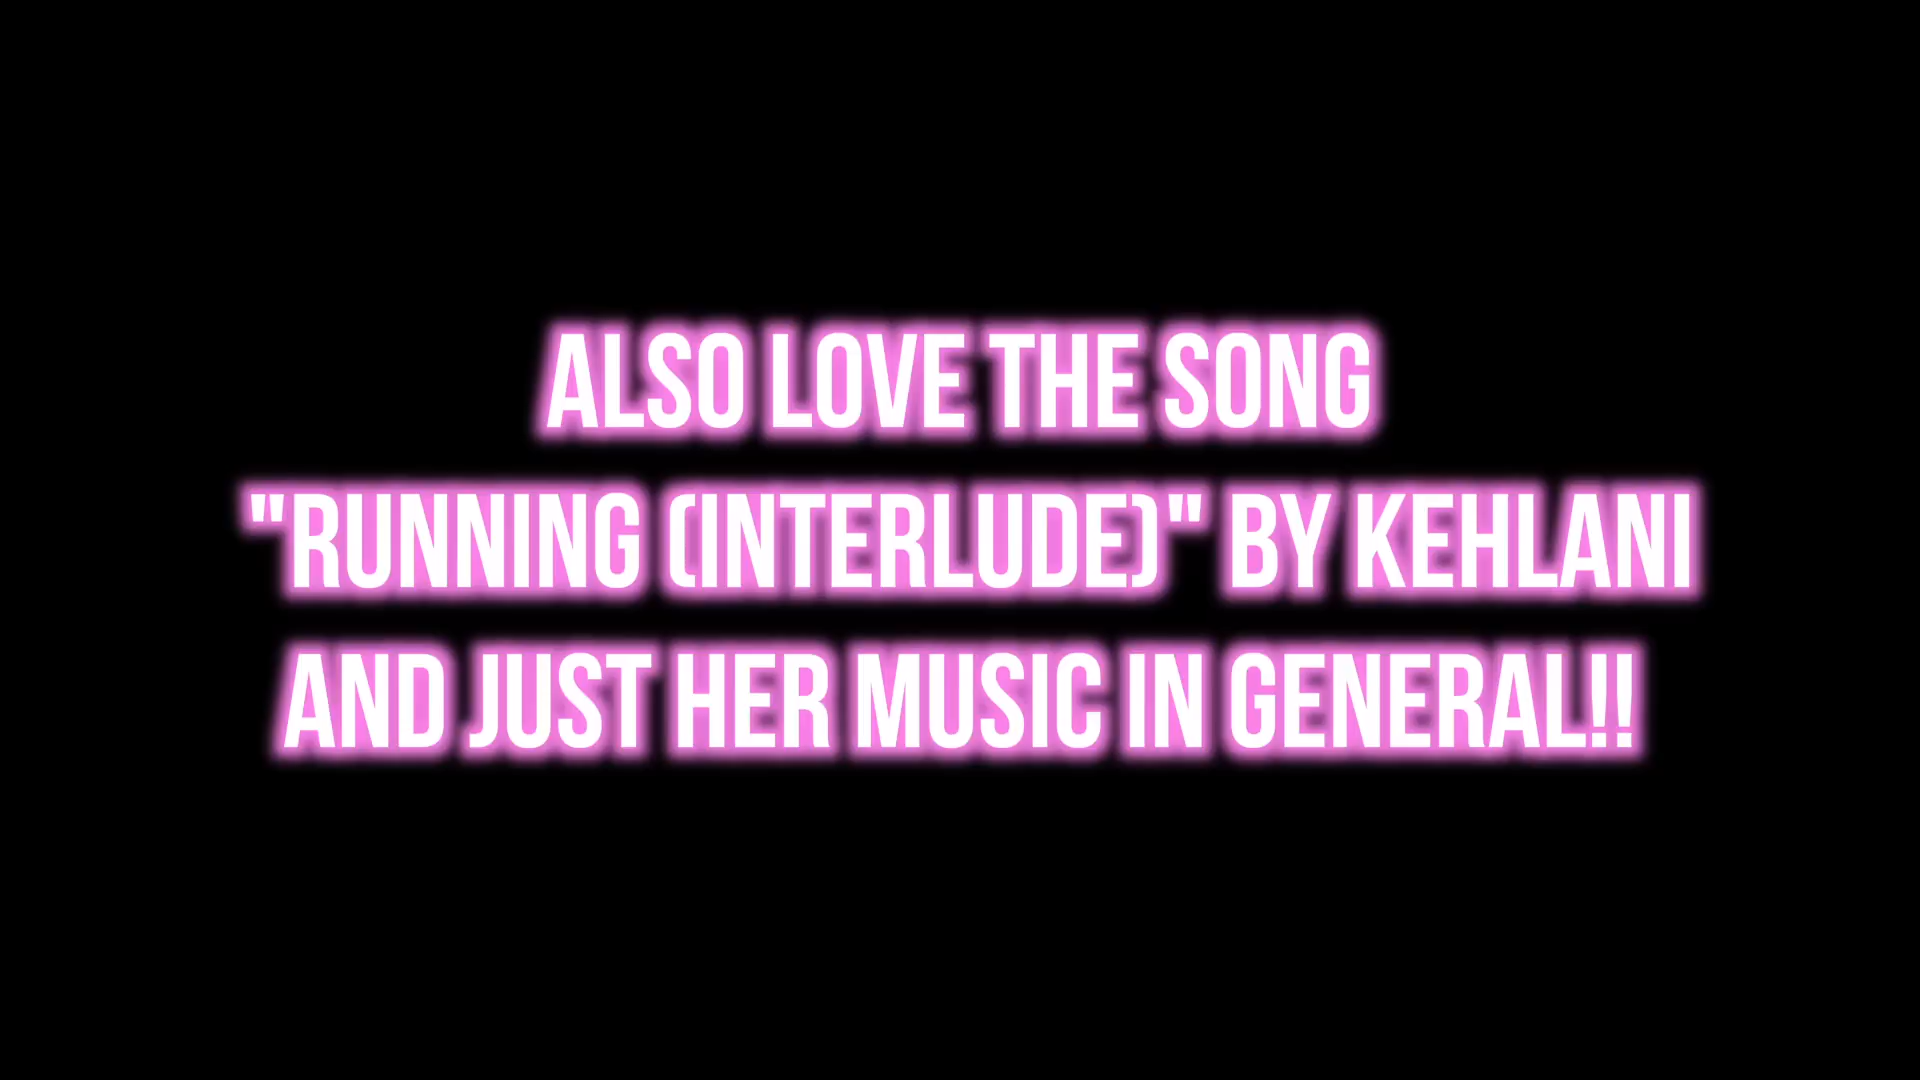 ALSO LOVE THE SONG
"RUNNING (INTERLUDE)" BY KEHLANI
AND JUST HER MUSIC IN GENERAL!!